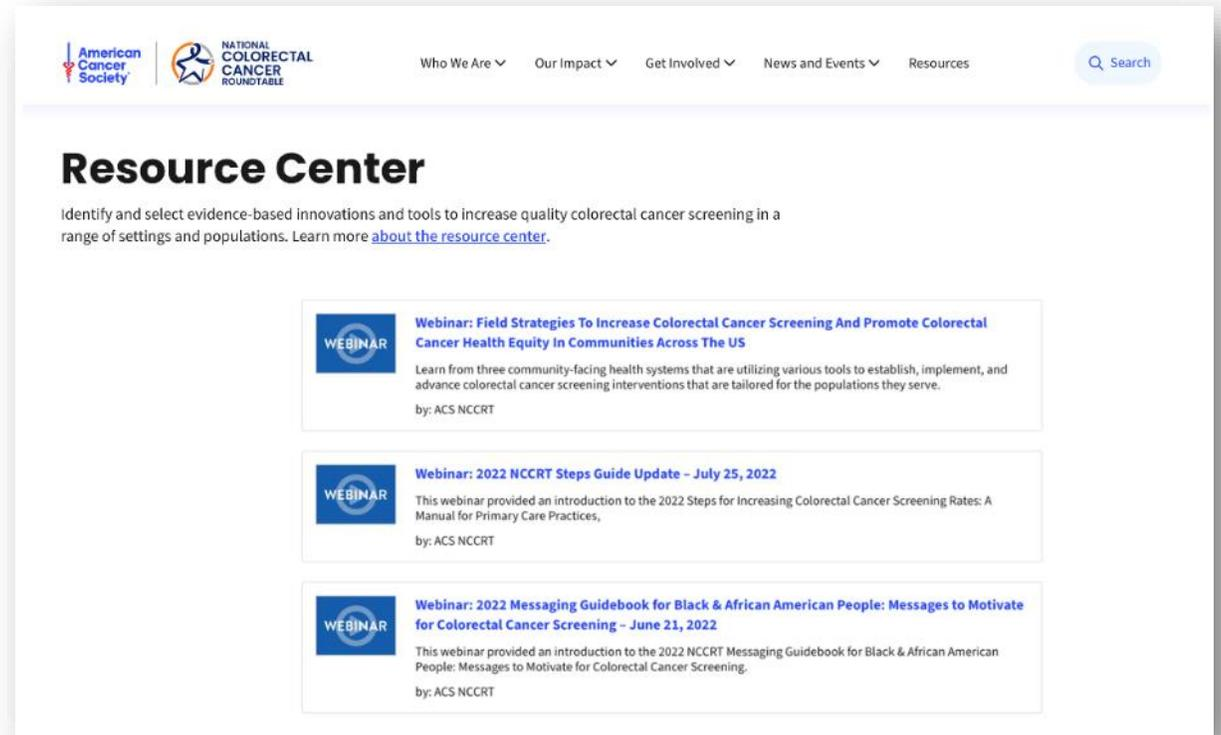 American
Cancer
Society
NATIONAL
COLORECTAL
CANCER
ROUNDTABLE
Who We Are
Our Impact
Get Involved
News and Events
Resources
Search
Resource Center
Identify and select evidence-based innovations and tools to increase quality colorectal cancer screening in a
range of settings and populations. Learn more about the resource center.
WEBINAR
Webinar: Field Strategies To Increase Colorectal Cancer Screening And Promote Colorectal
Cancer Health Equity In Communities Across The US
Learn from three community-facing health systems that are utilizing various tools to establish, implement, and
advance colorectal cancer screening interventions that are tailored for the populations they serve.
by: ACS NCCRT
WEBINAR
Webinar: 2022 NCCRT Steps Guide Update – July 25, 2022
This webinar provided an introduction to the 2022 Steps for Increasing Colorectal Cancer Screening Rates: A
Manual for Primary Care Practices,
by: ACS NCCRT
WEBINAR
Webinar: 2022 Messaging Guidebook for Black & African American People: Messages to Motivate
for Colorectal Cancer Screening – June 21, 2022
This webinar provided an introduction to the 2022 NCCRT Messaging Guidebook for Black & African American
People: Messages to Motivate for Colorectal Cancer Screening.
by: ACS NCCRT